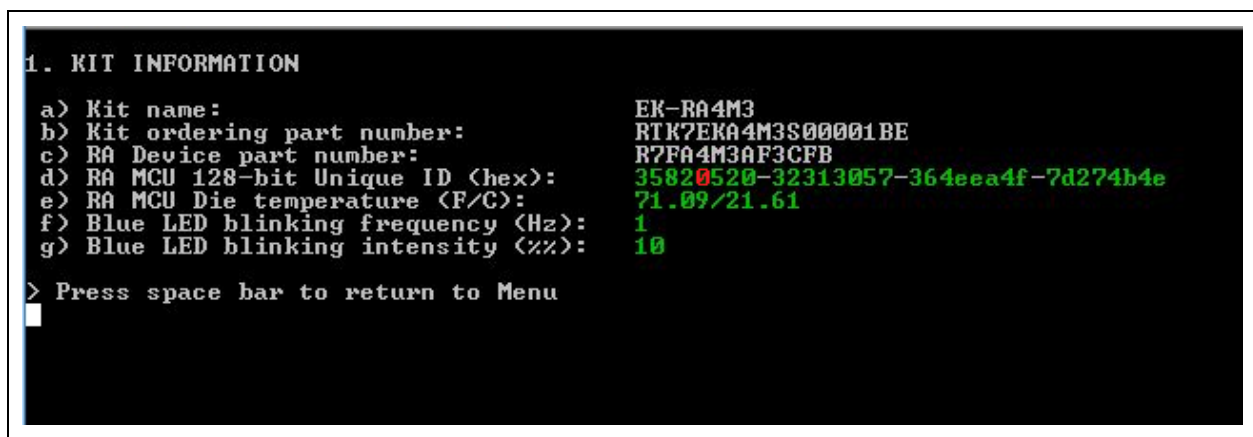 1. KIT INFORMATION
a) Kit name: EK-RA4M3
b) Kit ordering part number: RTK7EKA4M3S00001BE
c) RA Device part number: R7FA4M3AF3CFB
d) RA MCU 128-bit Unique ID (hex): 35820520-32313057-364eea4f-7d274b4e
e) RA MCU Die temperature (F/C): 71.09/21.61
f) Blue LED blinking frequency (Hz): 1
g) Blue LED blinking intensity (%%): 10
> Press space bar to return to Menu